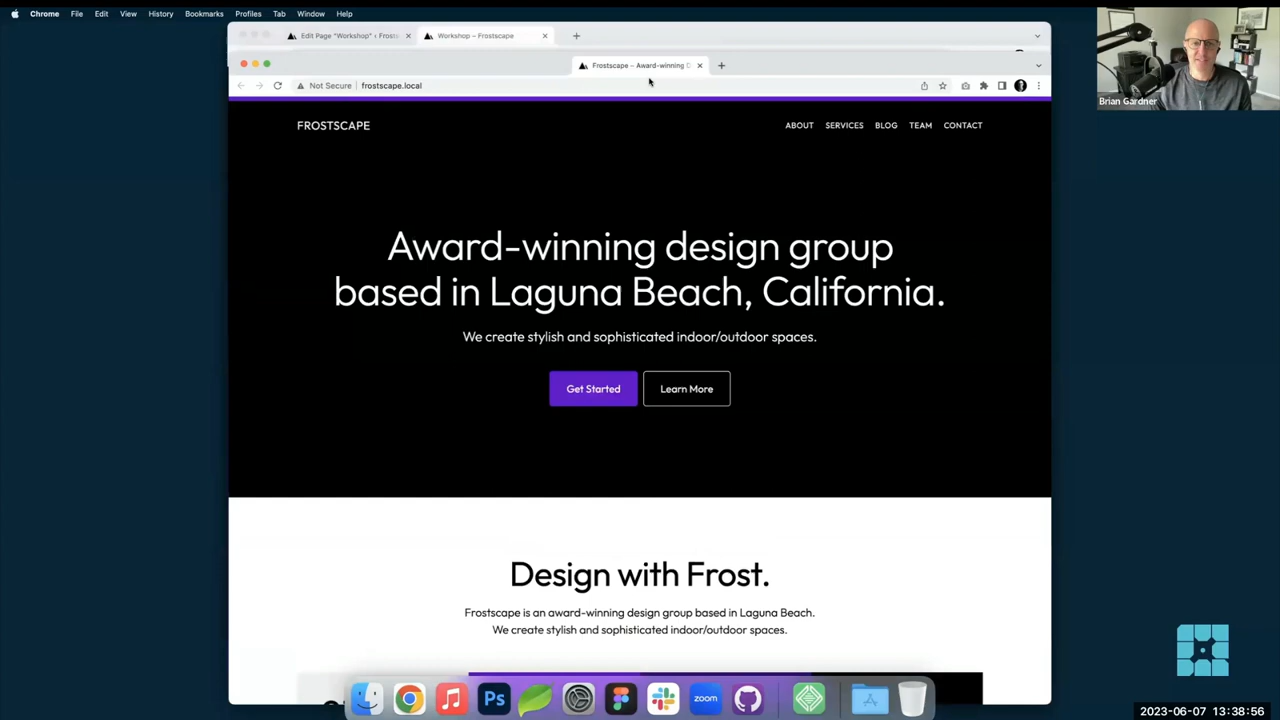 Chrome File Edit View History Bookmarks Profiles Tab Window Help
Edit Page "Workshop" ‹ Frosts
Workshop – Frostscape
Frostscape – Award-winning D
Not Secure frostscape.local
Brian Gardner
FROSTSCAPE
ABOUT SERVICES BLOG TEAM CONTACT
Award-winning design group
based in Laguna Beach, California.
We create stylish and sophisticated indoor/outdoor spaces.
Get Started
Learn More
Design with Frost.
Frostscape is an award-winning design group based in Laguna Beach.
We create stylish and sophisticated indoor/outdoor spaces.
Ps
zoom
2023-06-07 13:38:56